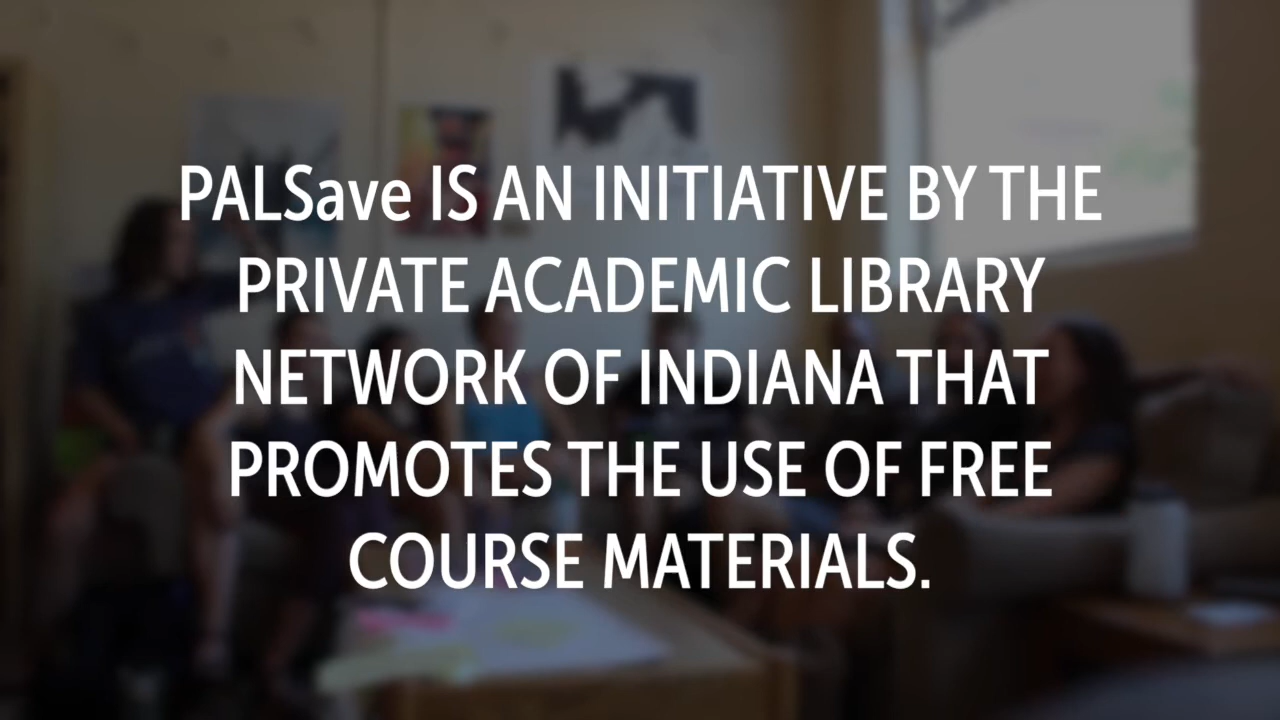 PALSave IS AN INITIATIVE BY THE
PRIVATE ACADEMIC LIBRARY
NETWORK OF INDIANA THAT
PROMOTES THE USE OF FREE
COURSE MATERIALS.